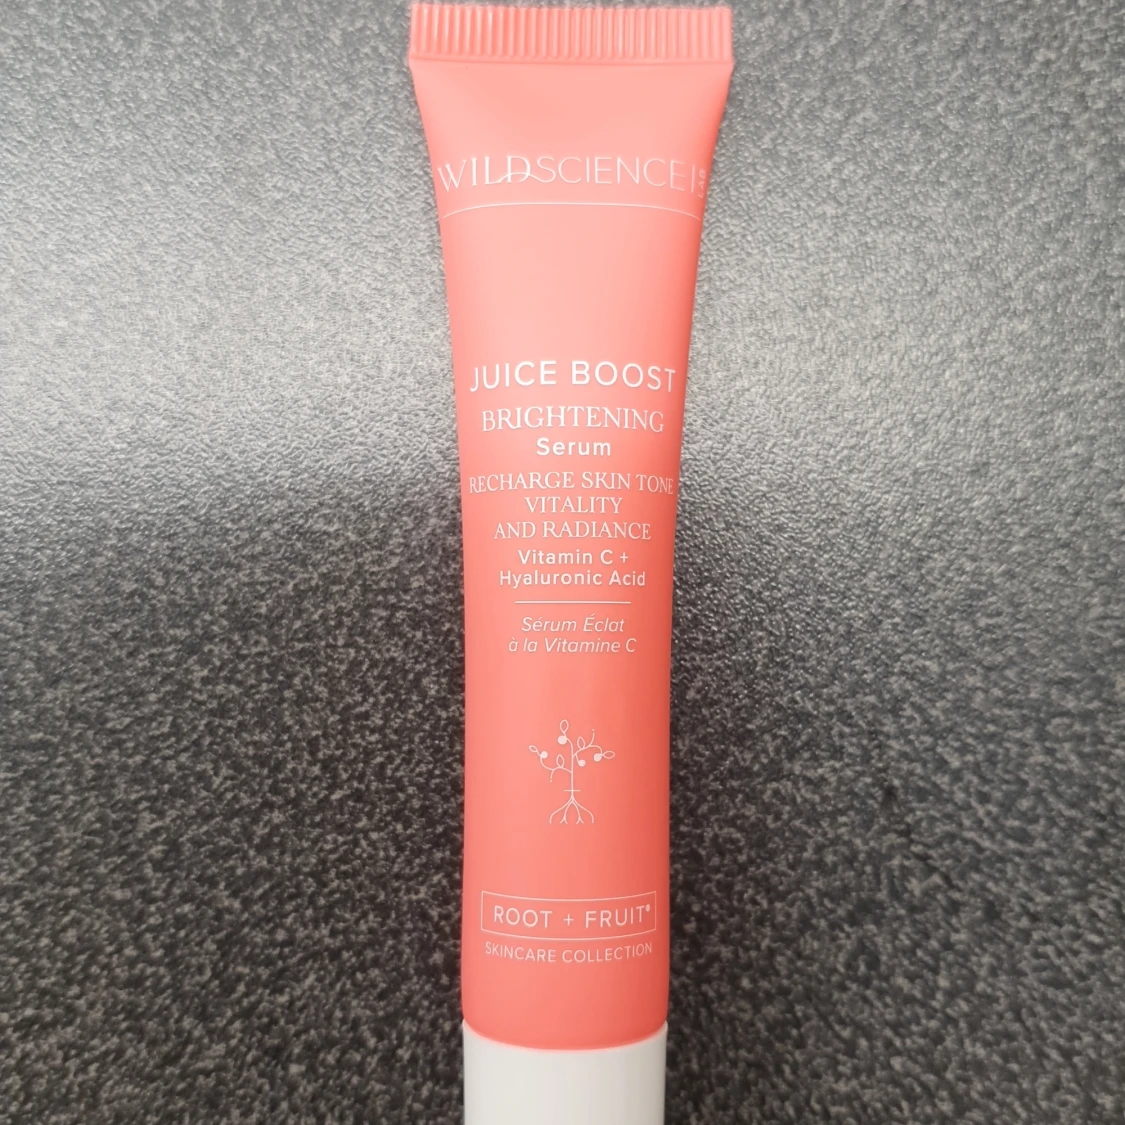 WILDSCIENCE LAB
JUICE BOOST
BRIGHTENING
Serum
RECHARGE SKIN TONE
VITALITY
AND RADIANCE
Vitamin C +
Hyaluronic Acid
Sérum Éclat
à la Vitamine C
ROOT + FRUIT®
SKINCARE COLLECTION